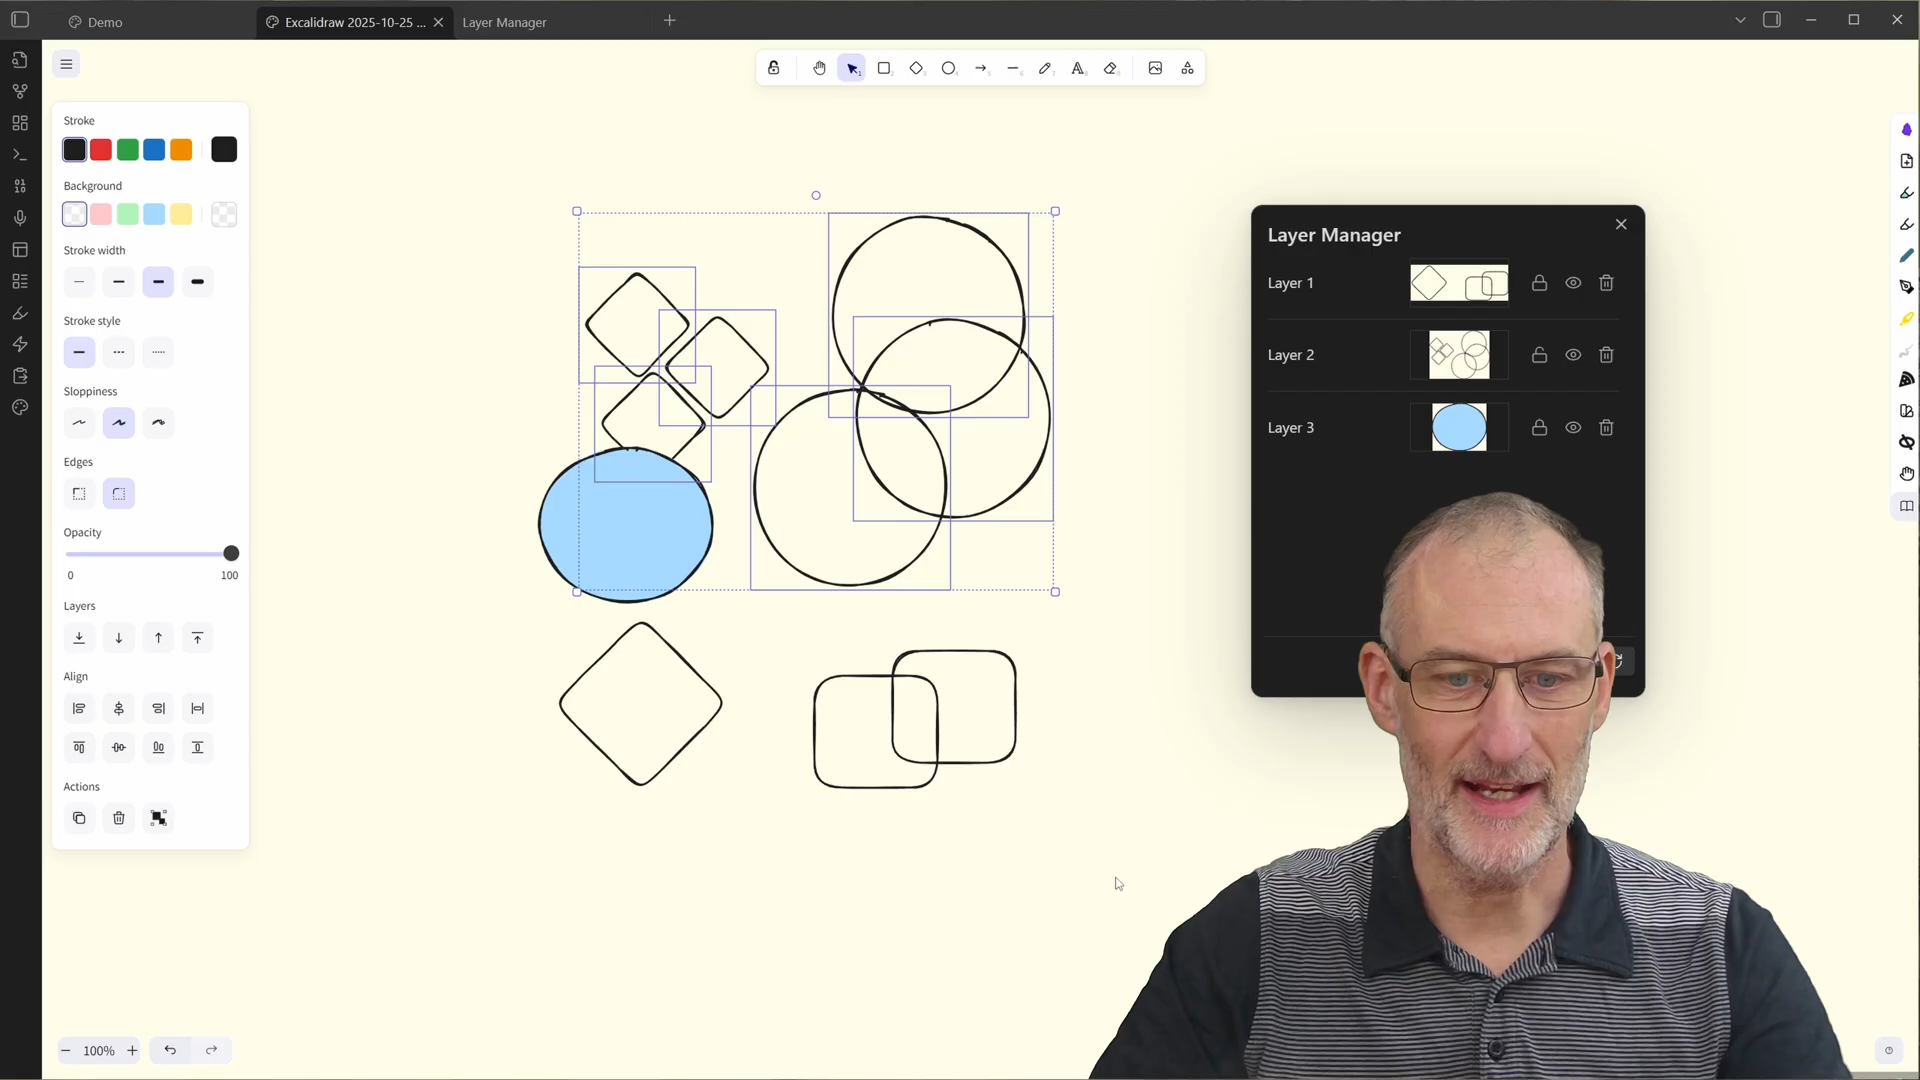 Demo
Excalidraw 2025-10-25 ...
Layer Manager
Stroke
Background
Stroke width
Stroke style
Sloppiness
Edges
Opacity
0
100
Layers
Align
Actions
100%
Layer Manager
Layer 1
Layer 2
Layer 3